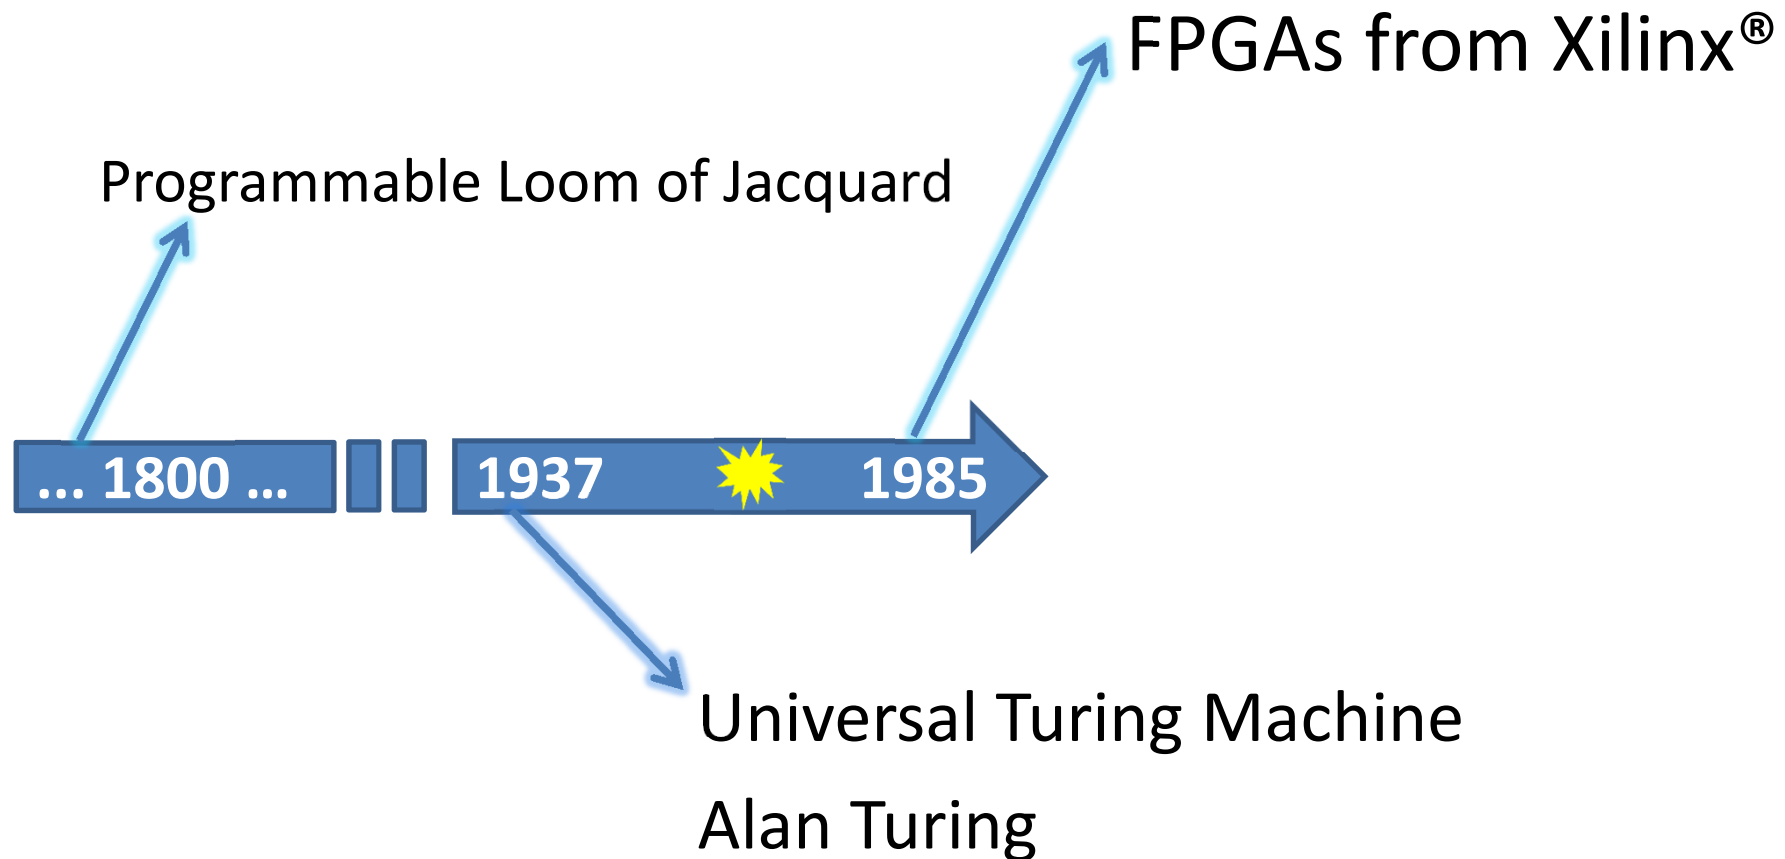 FPGAs from Xilinx®
Programmable Loom of Jacquard
... 1800 ...
1937
1985
Universal Turing Machine
Alan Turing